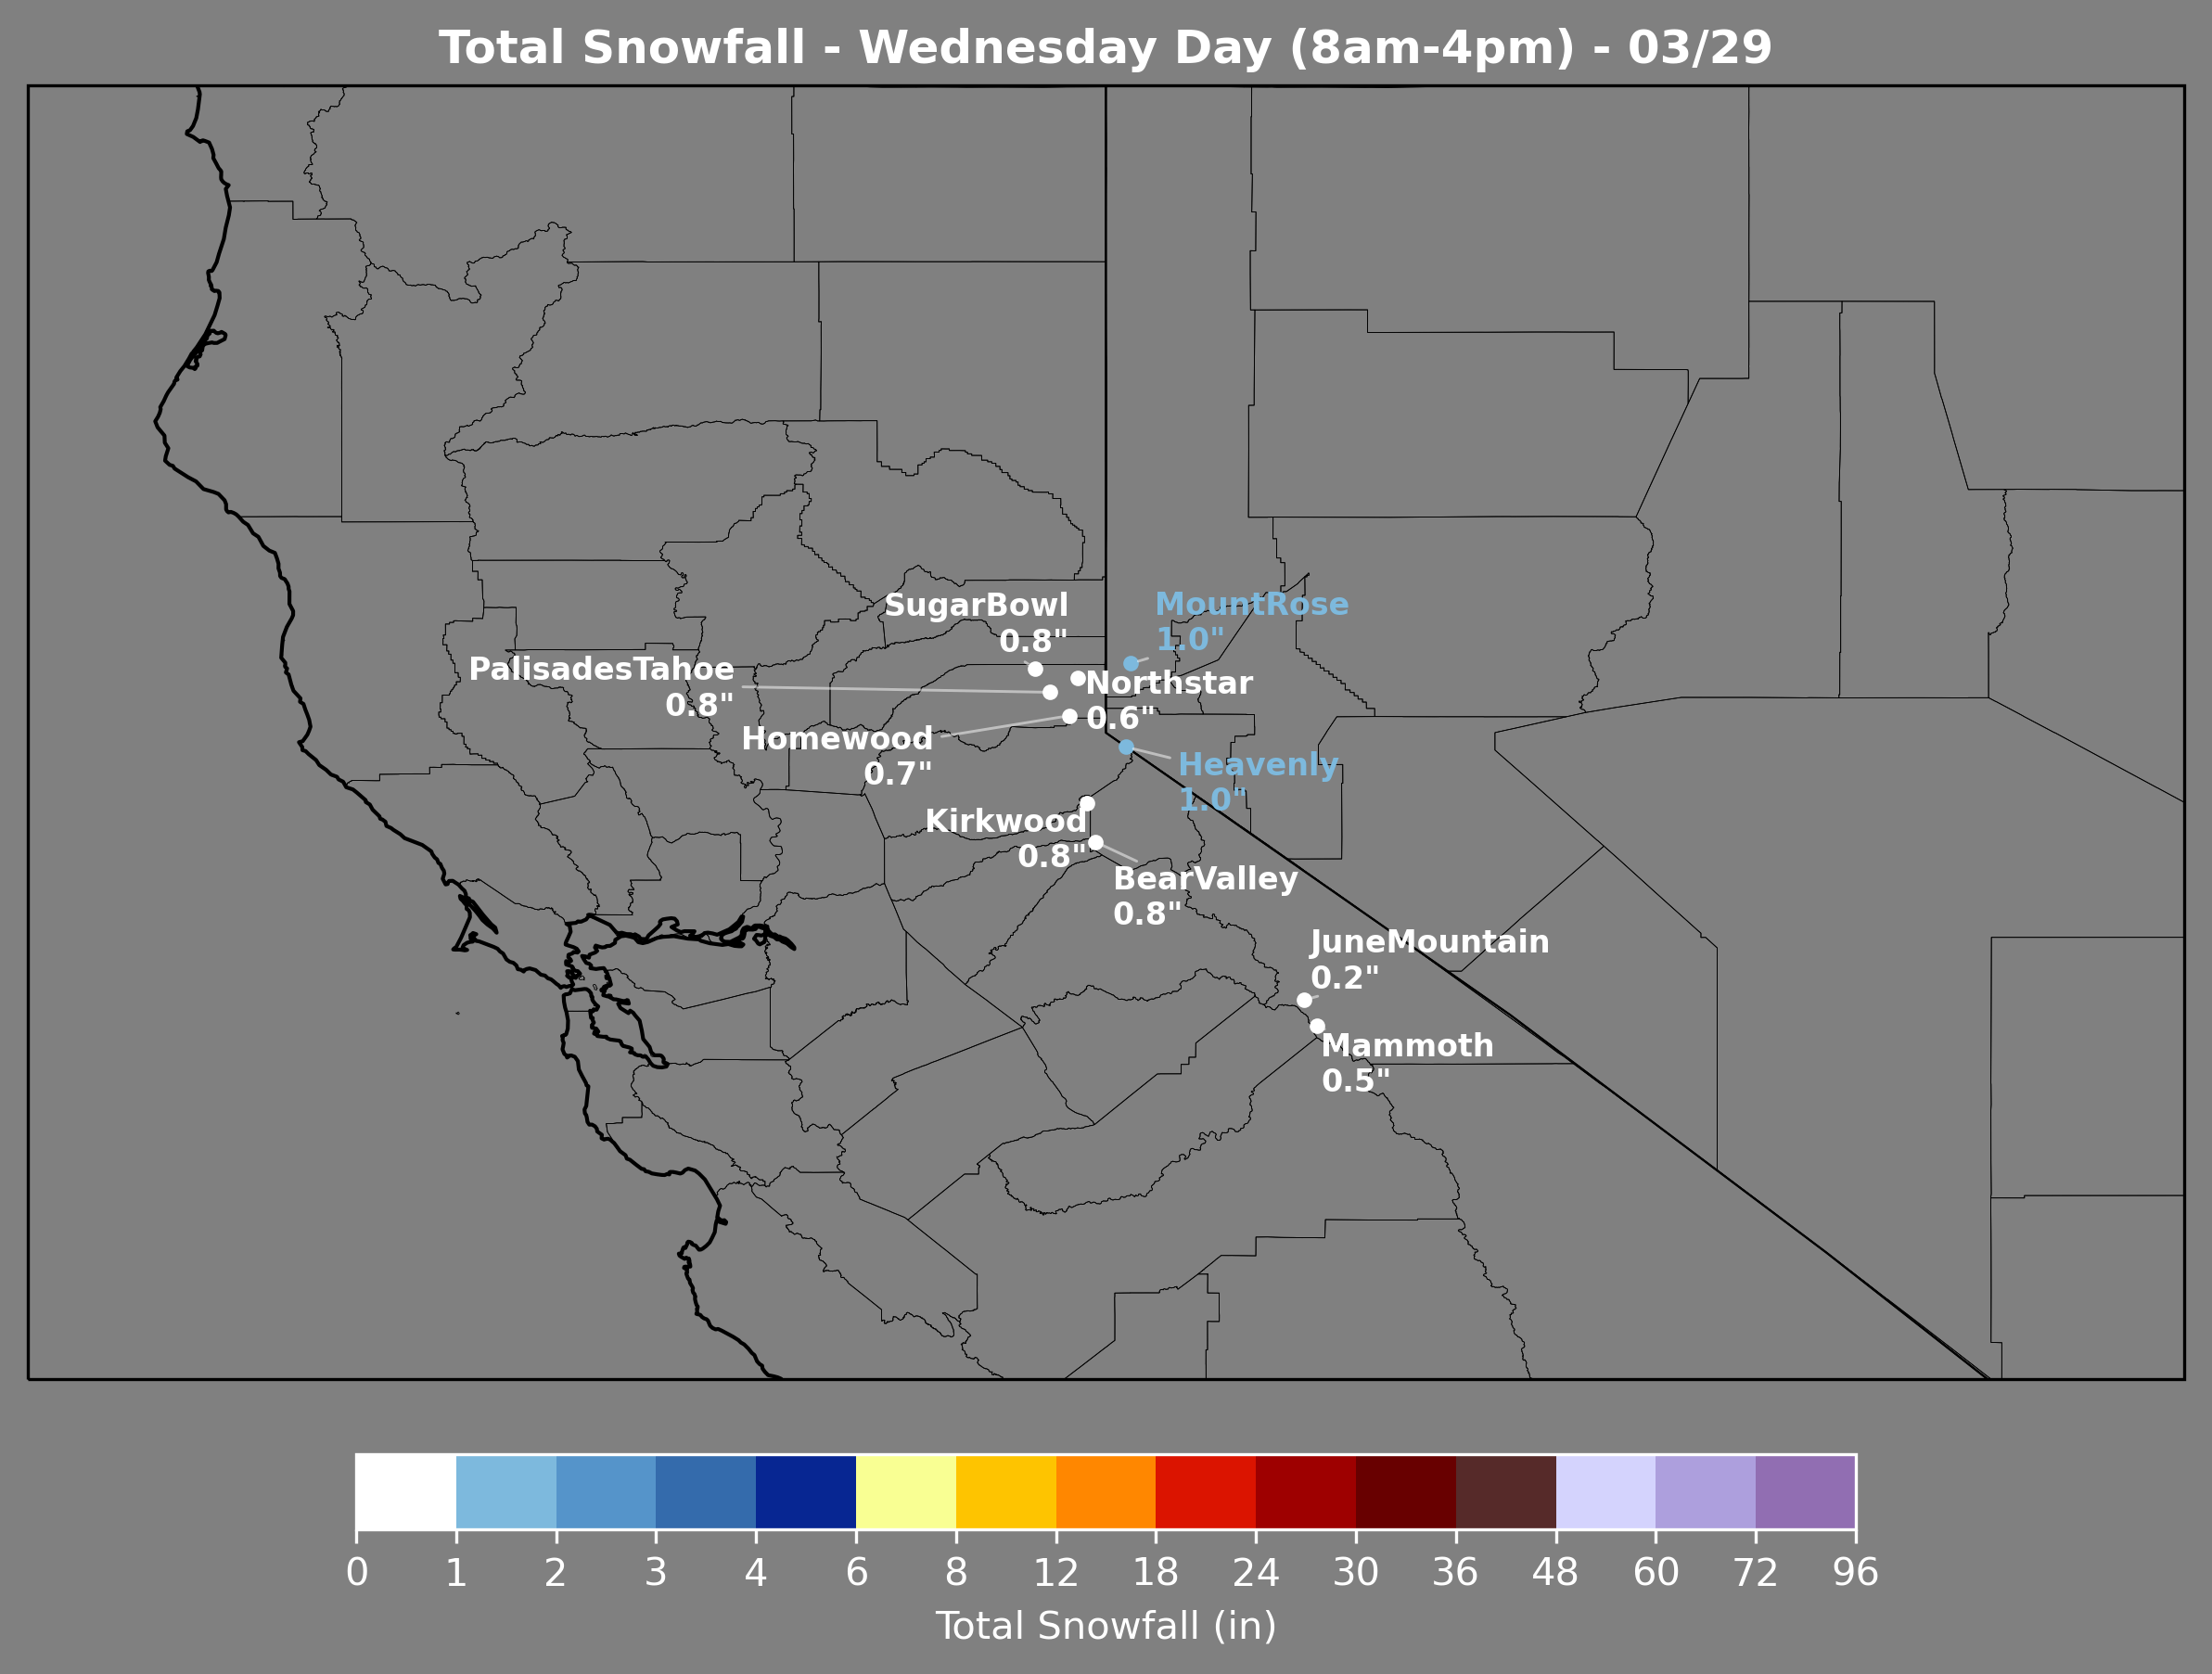 Total Snowfall - Wednesday Day (8am-4pm) - 03/29
SugarBowl
0.8"
MountRose
1.0"
PalisadesTahoe
0.8"
Northstar
0.6"
Homewood
0.7"
Heavenly
1.0"
Kirkwood
0.8"
BearValley
0.8"
JuneMountain
0.2"
Mammoth
0.5"
0 1 2 3 4 6 8 12 18 24 30 36 48 60 72 96
Total Snowfall (in)